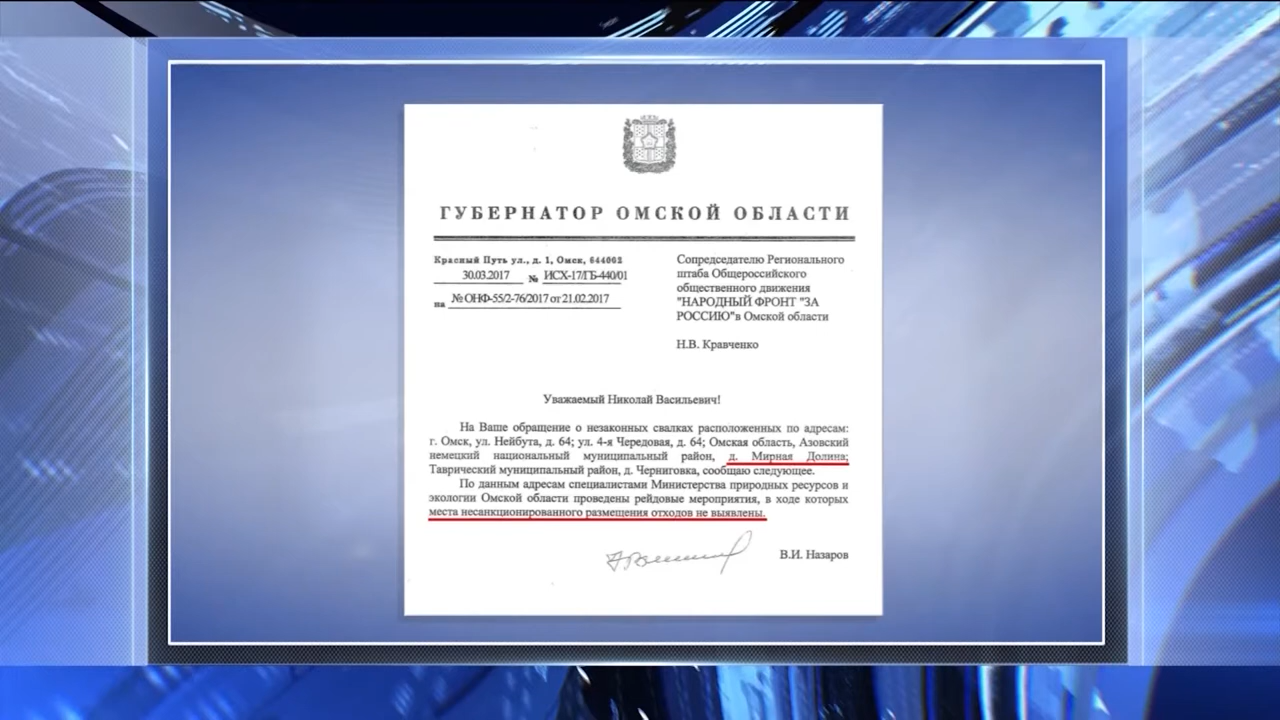 ГУБЕРНАТОР ОМСКОЙ ОБЛАСТИ
Красный Путь ул., д. 1, Омск, 644002
30.03.2017 № ИСХ-17/ГБ-440/01
на № ОНФ-55/2-76/2017 от 21.02.2017
Сопредседателю Регионального
штаба Общероссийского
общественного движения
"НАРОДНЫЙ ФРОНТ "ЗА
РОССИЮ"в Омской области
Н.В. Кравченко
Уважаемый Николай Васильевич!
На Ваше обращение о незаконных свалках расположенных по адресам:
г. Омск, ул. Нейбута, д. 64; ул. 4-я Чередовая, д. 64; Омская область, Азовский
немецкий национальный муниципальный район, д. Мирная Долина;
Таврический муниципальный район, д. Черниговка, сообщаю следующее.
По данным адресам специалистами Министерства природных ресурсов и
экологии Омской области проведены рейдовые мероприятия, в ходе которых
места несанкционированного размещения отходов не выявлены.
В.И. Назаров